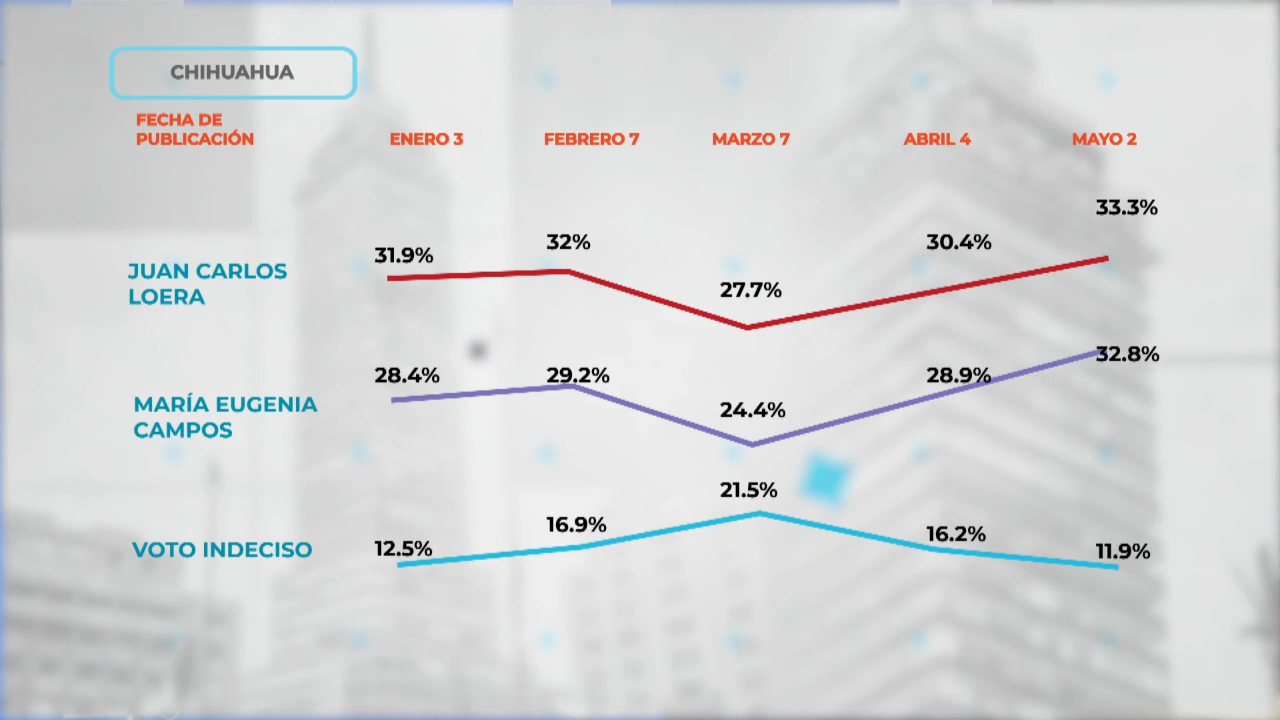 CHIHUAHUA
FECHA DE
PUBLICACIÓN
ENERO 3
FEBRERO 7
MARZO 7
ABRIL 4
MAYO 2
JUAN CARLOS
LOERA
31.9%
32%
27.7%
30.4%
33.3%
MARÍA EUGENIA
CAMPOS
28.4%
29.2%
24.4%
28.9%
32.8%
VOTO INDECISO
12.5%
16.9%
21.5%
16.2%
11.9%